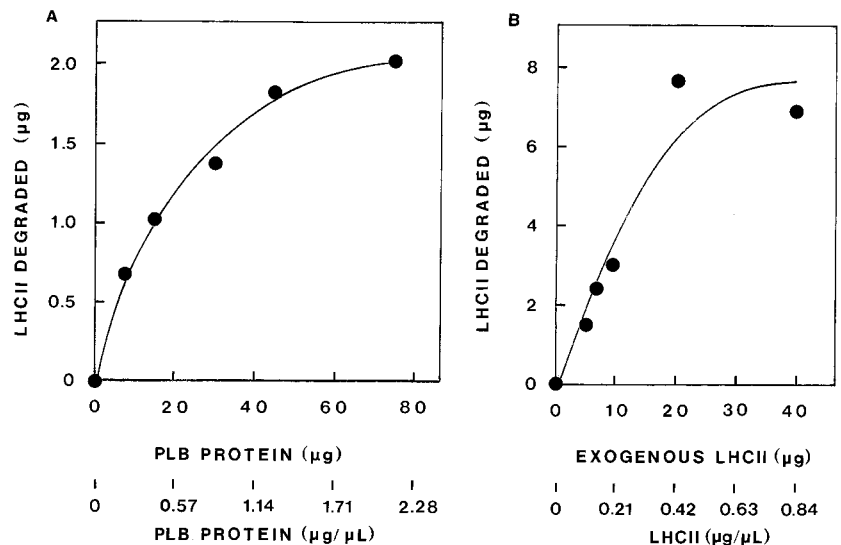 A
LHCII DEGRADED (µg)
2.0
1.5
1.0
0.5
0
0 20 40 60 80
PLB PROTEIN (µg)
0 0.57 1.14 1.71 2.28
PLB PROTEIN (µg/µL)
B
LHCII DEGRADED (µg)
8
6
4
2
0
0 10 20 30 40
EXOGENOUS LHCII (µg)
0 0.21 0.42 0.63 0.84
LHCII (µg/µL)